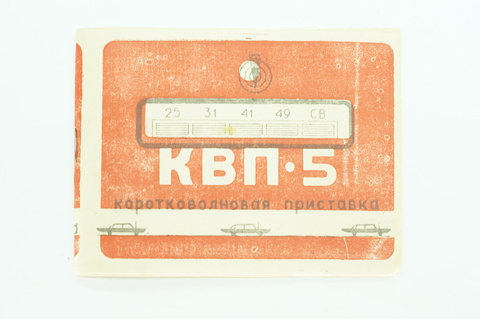 25 31 41 49 СВ
КВП·5
коротковолновая приставка